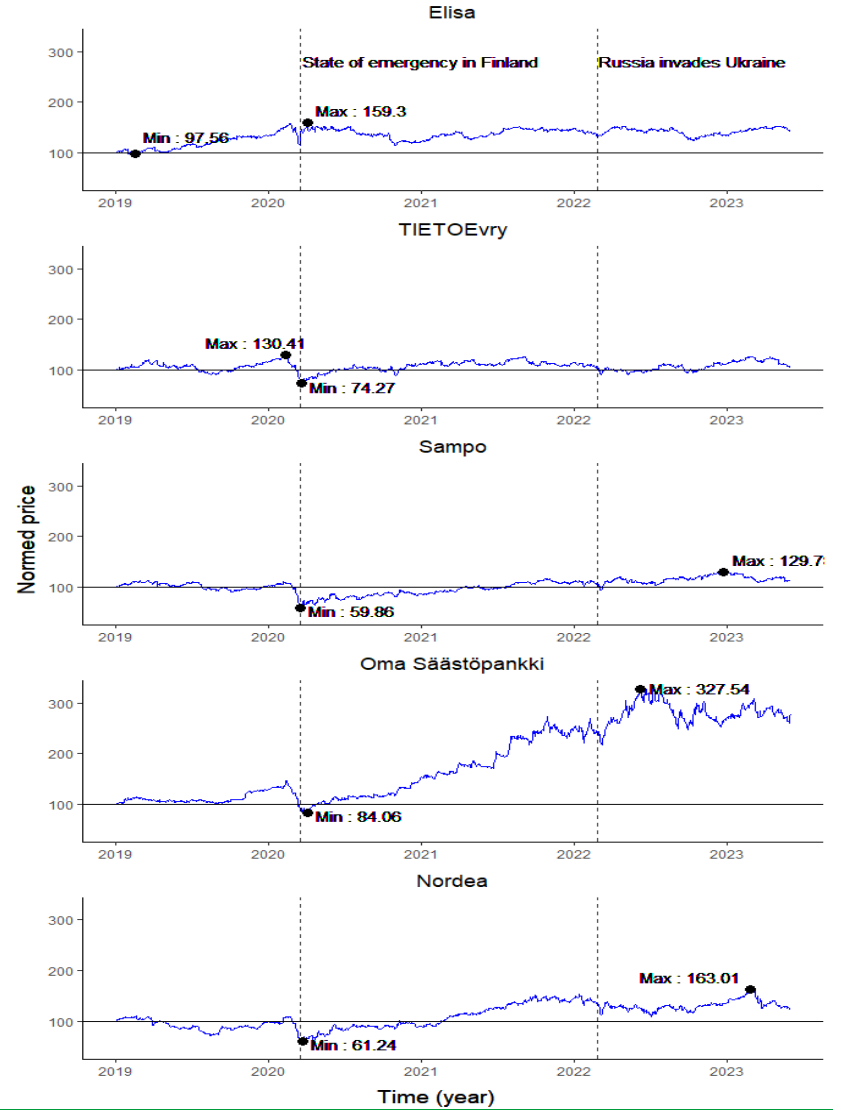 Elisa
300
State of emergency in Finland Russia invades Ukraine
200
Max : 159.3
Min : 97.56
100
2019 2020 2021 2022 2023
TIETOEvry
300
200
Max : 130.41
100
Min : 74.27
2019 2020 2021 2022 2023
Sampo
300
200
Max : 129.7
100
Min : 59.86
2019 2020 2021 2022 2023
Normed price
Oma Säästöpankki
300
Max : 327.54
200
100
Min : 84.06
2019 2020 2021 2022 2023
Nordea
300
200
Max : 163.01
100
Min : 61.24
2019 2020 2021 2022 2023
Time (year)